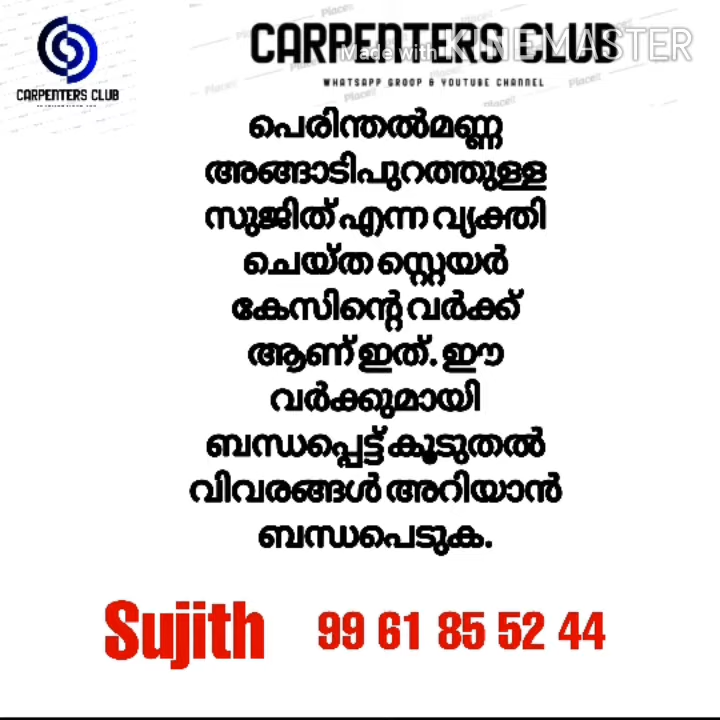 CARPENTERS CLUB
CARPENTERS CLUB
Made with KINEMASTER
WHATSAPP GROOP & YOUTUBE CHANNEL
പെരിന്തൽമണ്ണ
അങ്ങാടിപുറത്തുള്ള
സുജിത് എന്ന വ്യക്തി
ചെയ്ത സ്റ്റെയർ
കേസിന്റെ വർക്ക്
ആണ് ഇത്. ഈ
വർക്കുമായി
ബന്ധപ്പെട്ട് കൂടുതൽ
വിവരങ്ങൾ അറിയാൻ
ബന്ധപെടുക.
Sujith 99 61 85 52 44